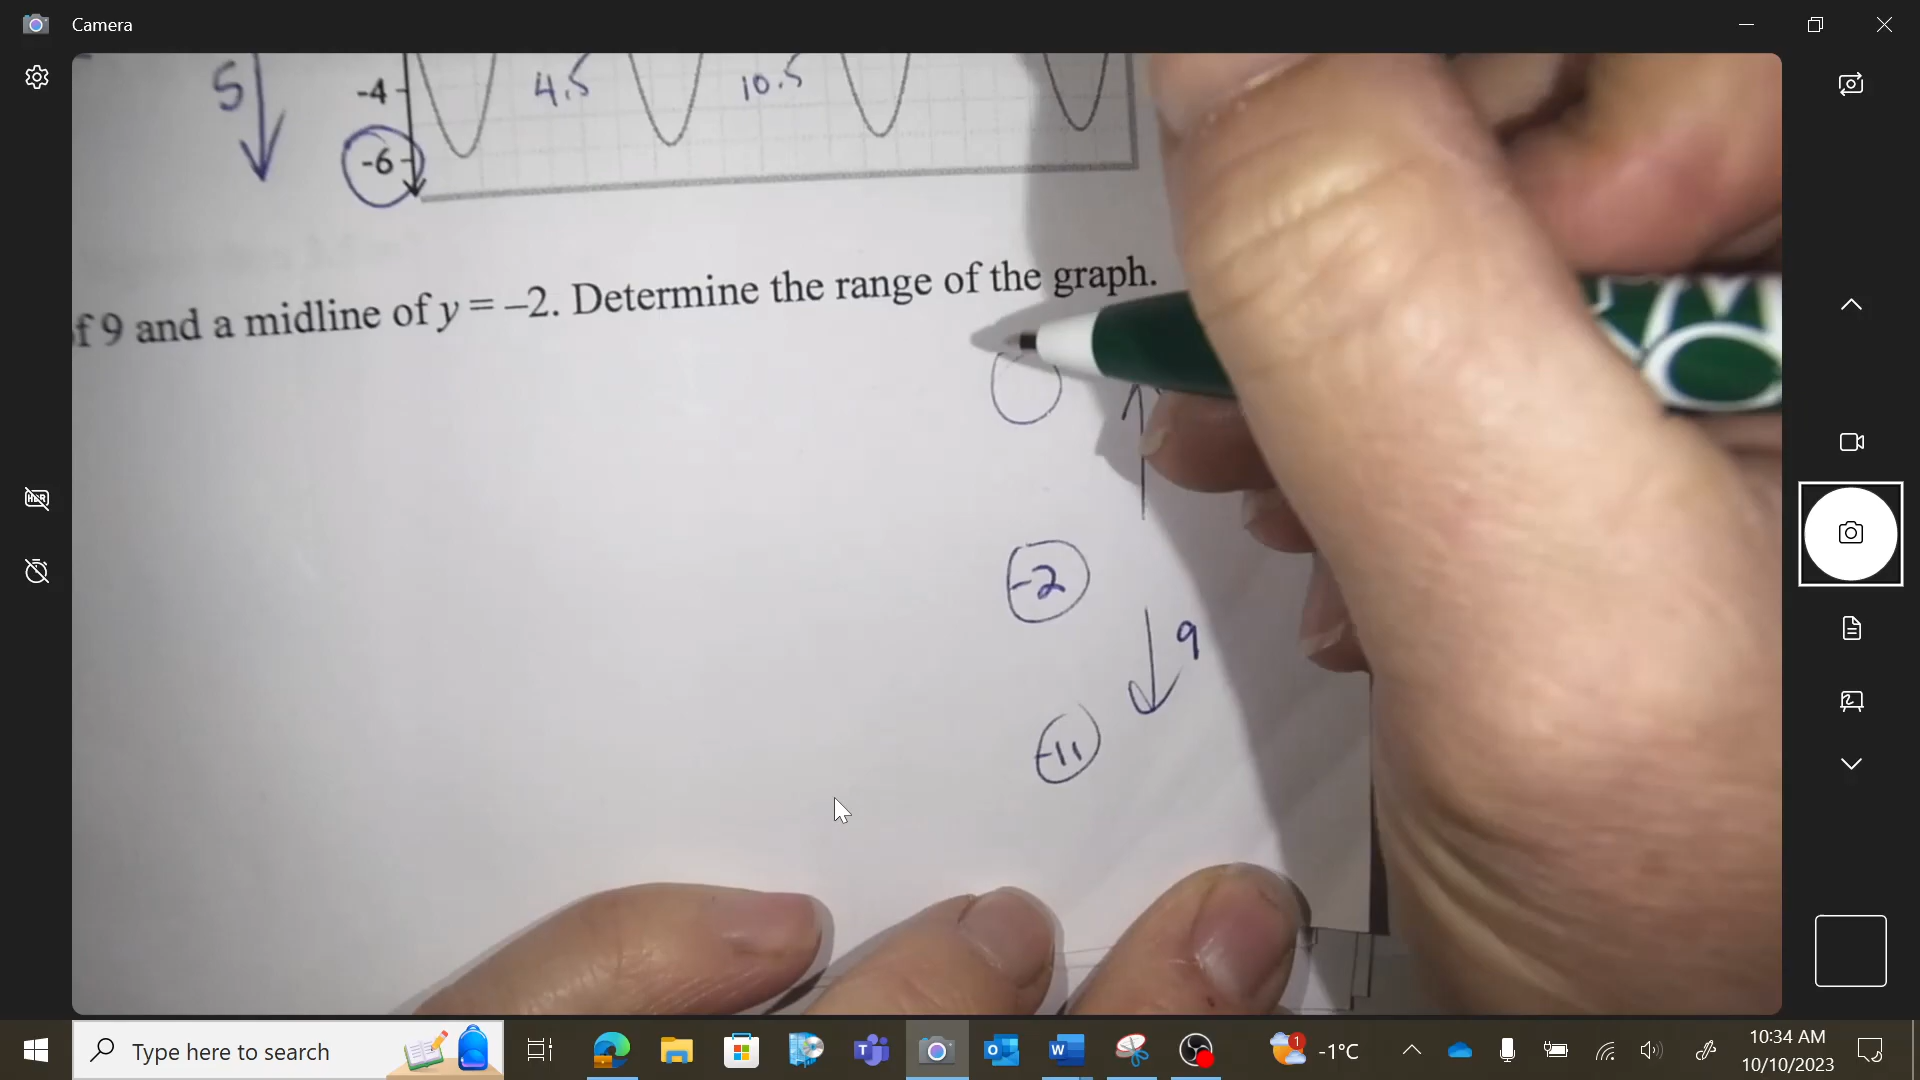 Camera
5
-4
4.5
10.5
-6
f 9 and a midline of y = –2. Determine the range of the graph.
-2
9
-11
Type here to search
1
-1°C
10:34 AM
10/10/2023